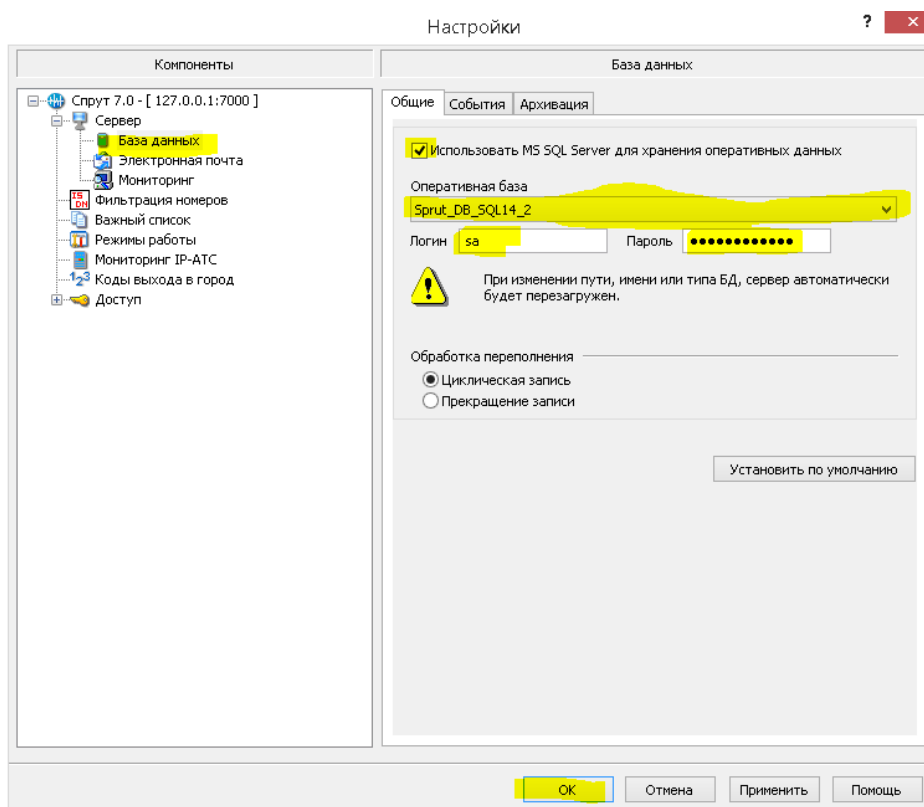 Настройки
? ×
Компоненты
База данных
Спрут 7.0 - [ 127.0.0.1:7000 ]
Сервер
База данных
Электронная почта
Мониторинг
Фильтрация номеров
Важный список
Режимы работы
Мониторинг IP-АТС
Коды выхода в город
Доступ
Общие События Архивация
Использовать MS SQL Server для хранения оперативных данных
Оперативная база
Sprut_DB_SQL14_2
Логин sa Пароль ●●●●●●●●●●●●
При изменении пути, имени или типа БД, сервер автоматически
будет перезагружен.
Обработка переполнения
Циклическая запись
Прекращение записи
Установить по умолчанию
ОК Отмена Применить Помощь